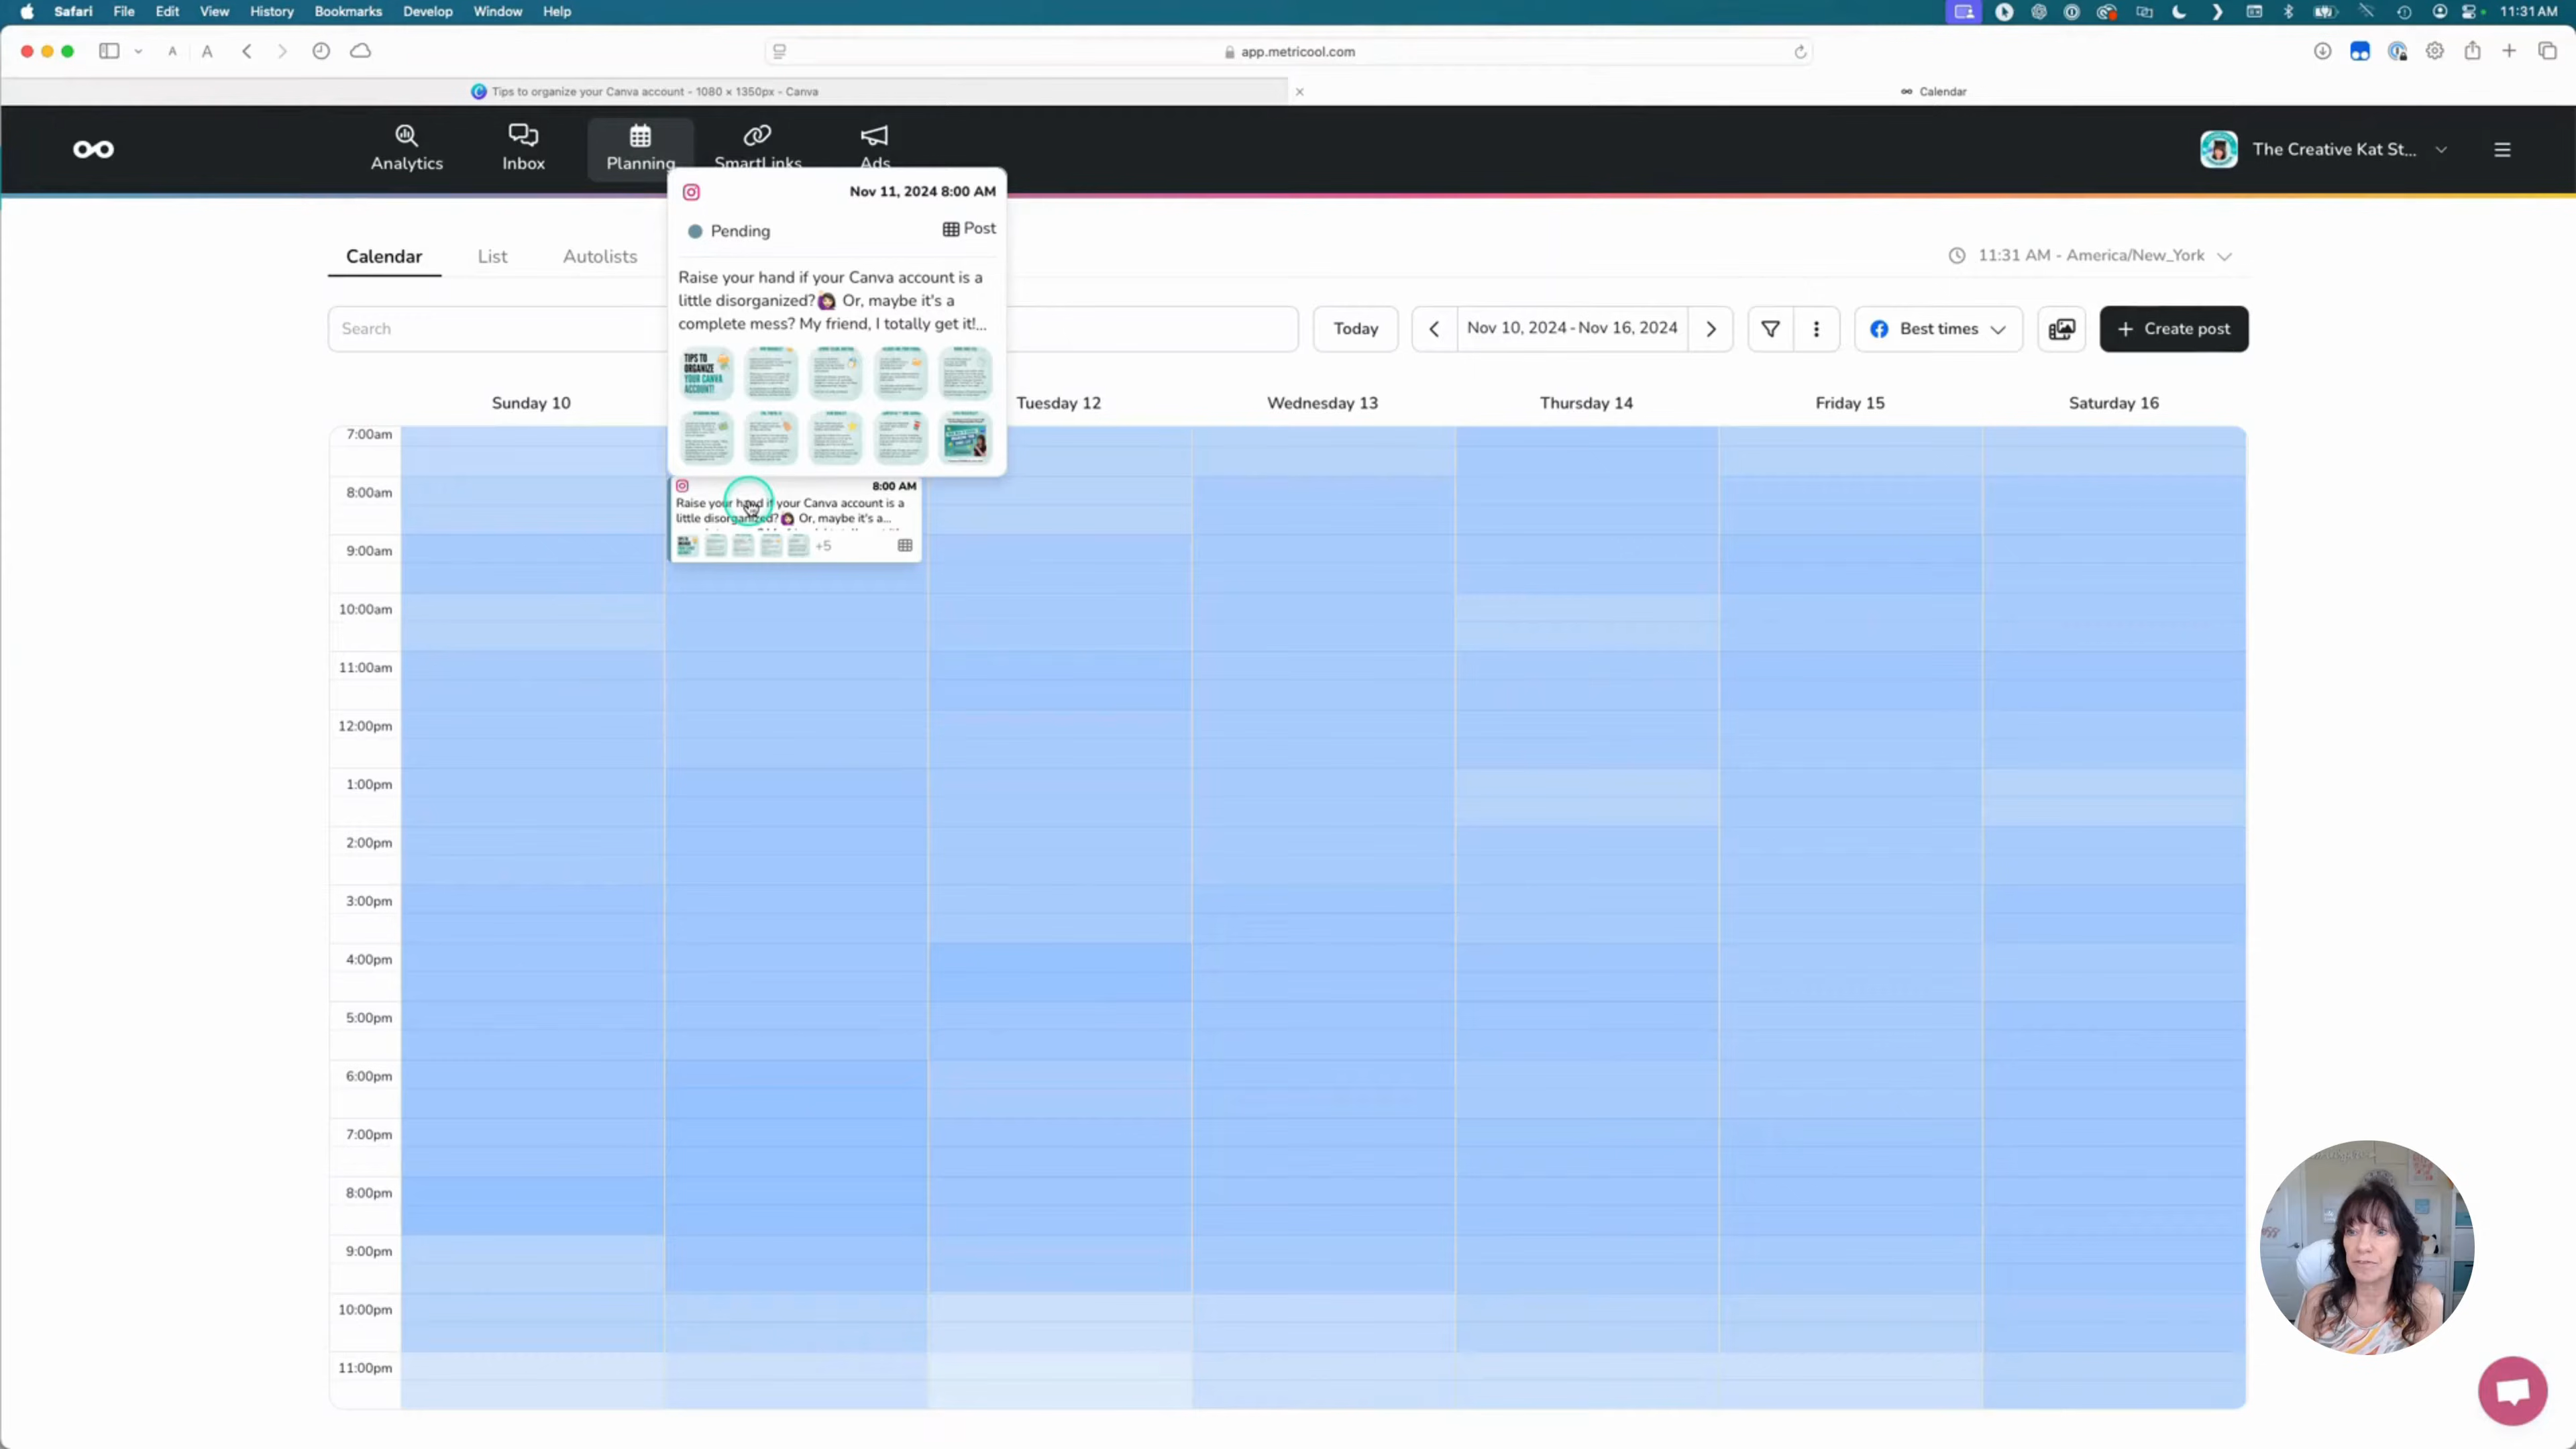 Safari File Edit View History Bookmarks Develop Window Help 11:31 AM
A A app.metricool.com
Tips to organize your Canva account - 1080 × 1350px - Canva Calendar
Analytics Inbox Planning SmartLinks Ads The Creative Kat St...
Nov 11, 2024 8:00 AM
Pending Post
Raise your hand if your Canva account is a
little disorganized?🙋🏻‍♀️ Or, maybe it's a
complete mess? My friend, I totally get it!...
TIPS TO
ORGANIZE
YOUR CANVA
ACCOUNT!
Calendar List Autolists 11:31 AM - America/New_York
Search Today Nov 10, 2024 - Nov 16, 2024 Best times + Create post
Sunday 10 Tuesday 12 Wednesday 13 Thursday 14 Friday 15 Saturday 16
7:00am
8:00am
8:00 AM
Raise your hand if your Canva account is a
little disorganized?🙋🏻‍♀️ Or, maybe it's a...
+5
9:00am
10:00am
11:00am
12:00pm
1:00pm
2:00pm
3:00pm
4:00pm
5:00pm
6:00pm
7:00pm
8:00pm
9:00pm
10:00pm
11:00pm